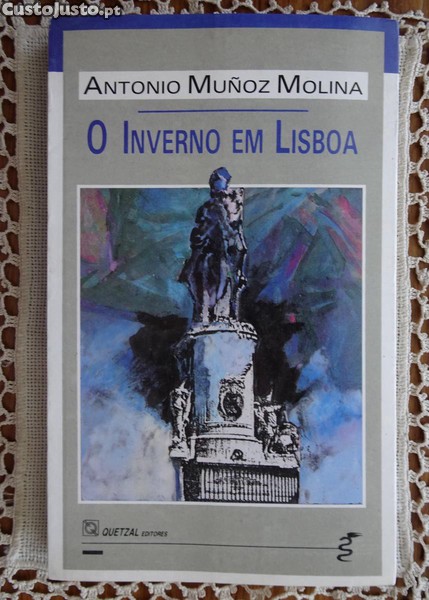 CustoJusto.pt
ANTONIO MUÑOZ MOLINA
O INVERNO EM LISBOA
Q QUETZAL EDITORES